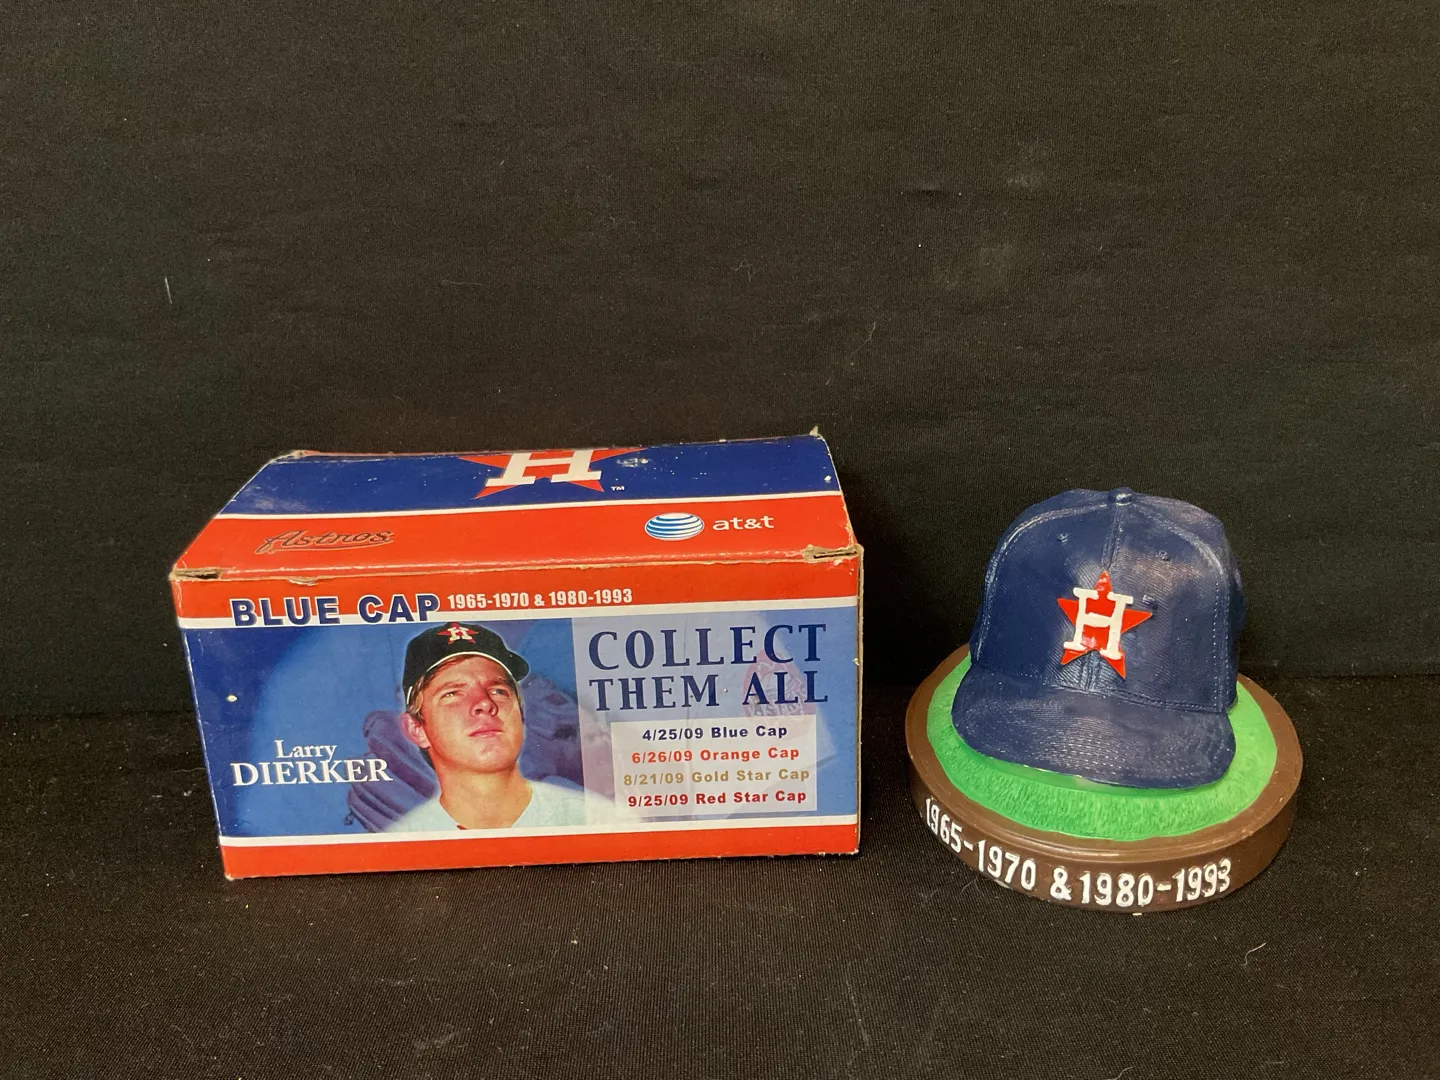 H
TM
Astros
at&t
BLUE CAP 1965-1970 & 1980-1993
H
COLLECT
THEM ALL
4/25/09 Blue Cap
6/26/09 Orange Cap
8/21/09 Gold Star Cap
9/25/09 Red Star Cap
Larry
DIERKER
H
1965-1970 & 1980-1993